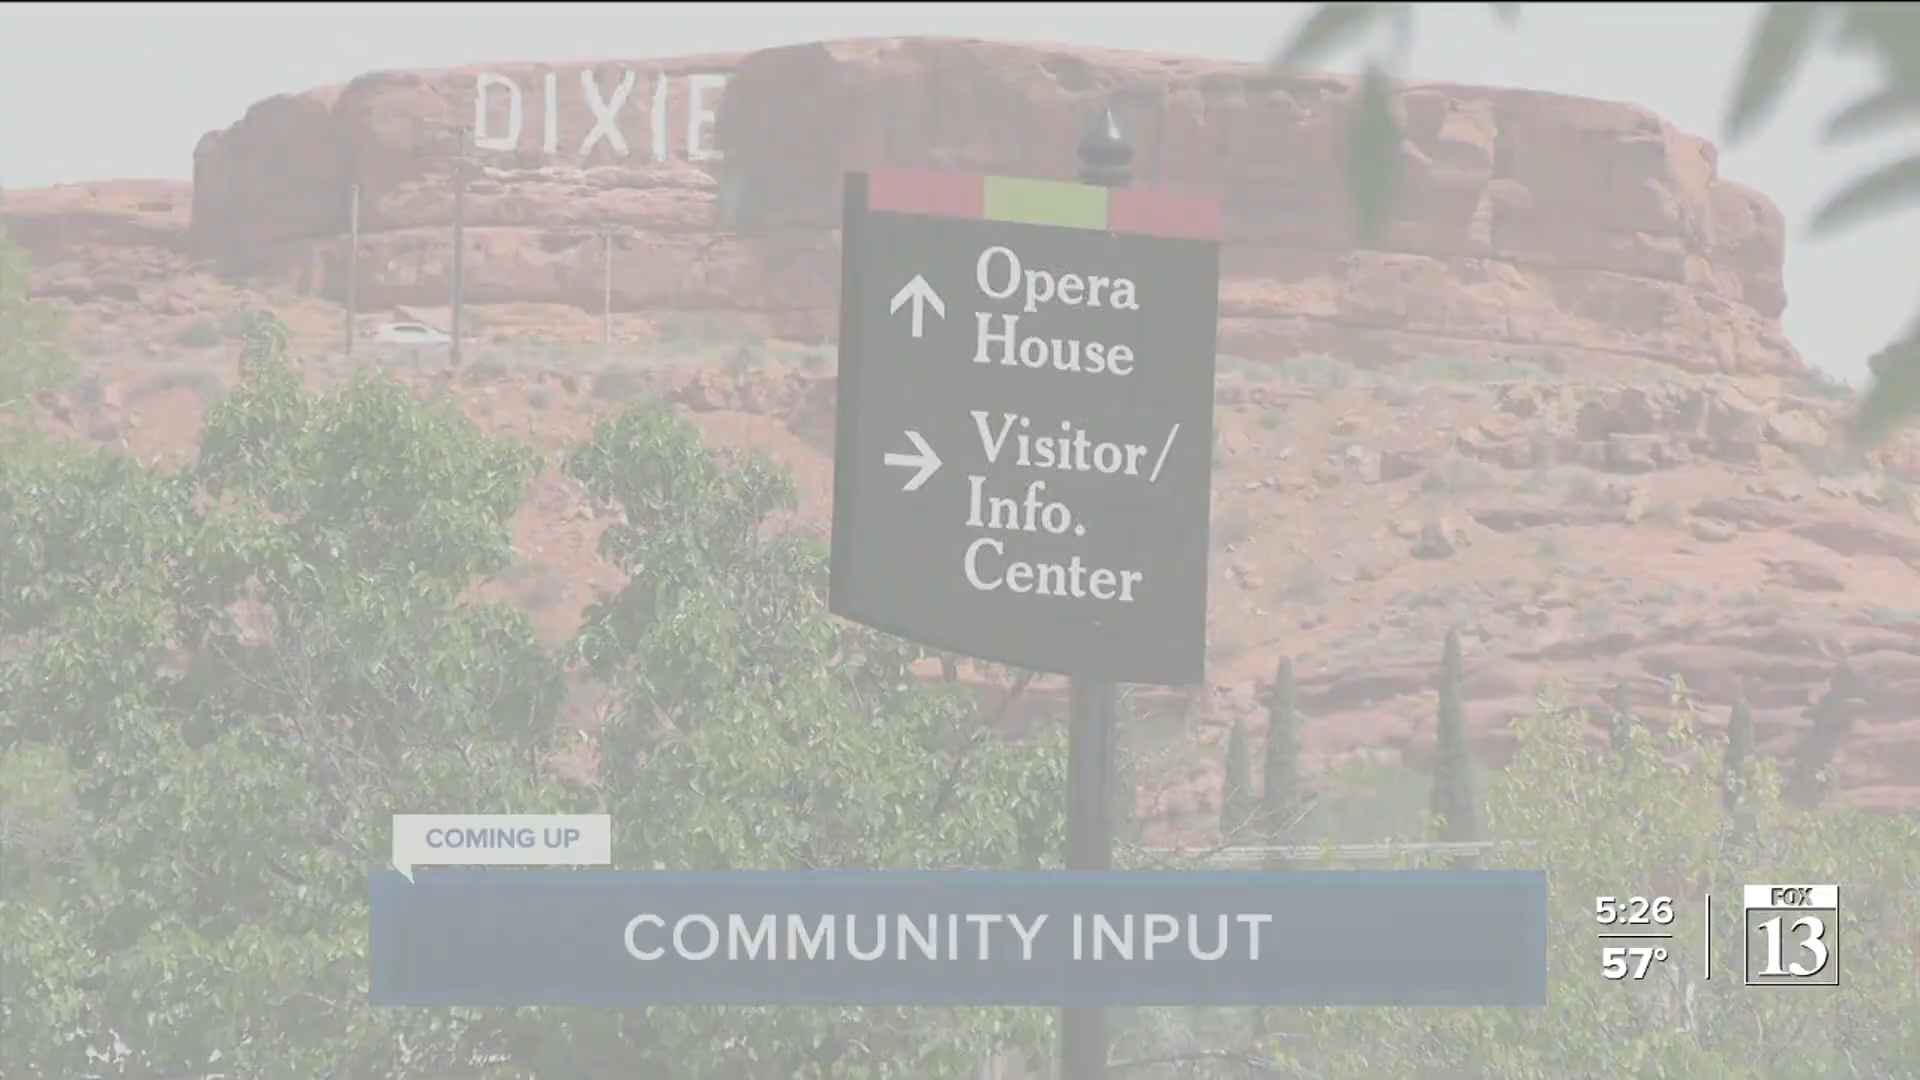 DIXIE
Opera
House
Visitor/
Info.
Center
COMING UP
COMMUNITY INPUT
5:26
57°
FOX
13